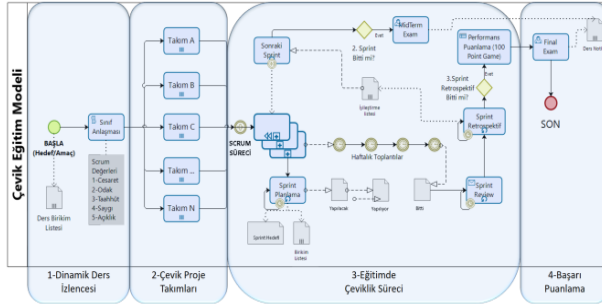 Çevik Eğitim Modeli
BAŞLA
(Hedef/Amaç)
Ders Birikim
Listesi
Sınıf
Anlaşması
Scrum
Değerleri
1-Cesaret
2-Odak
3-Taahhüt
4-Saygı
5-Açıklık
Takım A
Takım B
Takım C
Takım ...
Takım N
SCRUM
SÜRECİ
Sonraki
Sprint
2. Sprint
Bitti mi?
Evet
MidTerm
Exam
İyileştirme
Listesi
Haftalık Toplantılar
Sprint
Planlama
Sprint Hedefi
Birikim
Listesi
Yapılacak
Yapılıyor
Bitti
Sprint
Review
Sprint
Retrospektif
3.Sprint
Retrospektif
Bitti mi?
Evet
Performans
Puanlama (100
Point Game)
Final
Exam
Ders Notu
SON
1-Dinamik Ders
İzlencesi
2-Çevik Proje
Takımları
3-Eğitimde
Çeviklik Süreci
4-Başarı
Puanlama